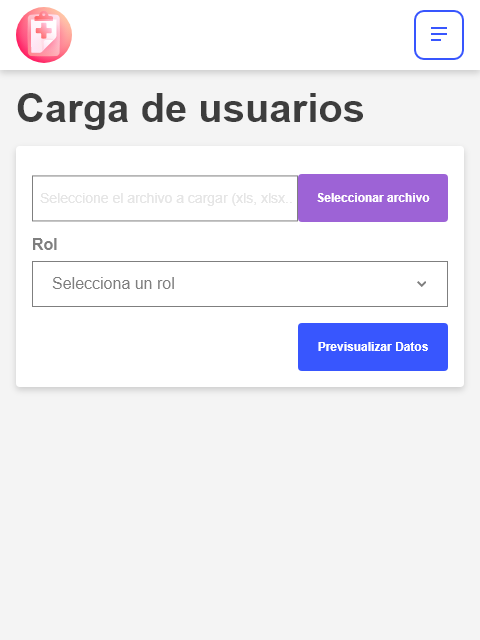 Carga de usuarios
Seleccione el archivo a cargar (xls, xlsx..
Seleccionar archivo
Rol
Selecciona un rol
Previsualizar Datos